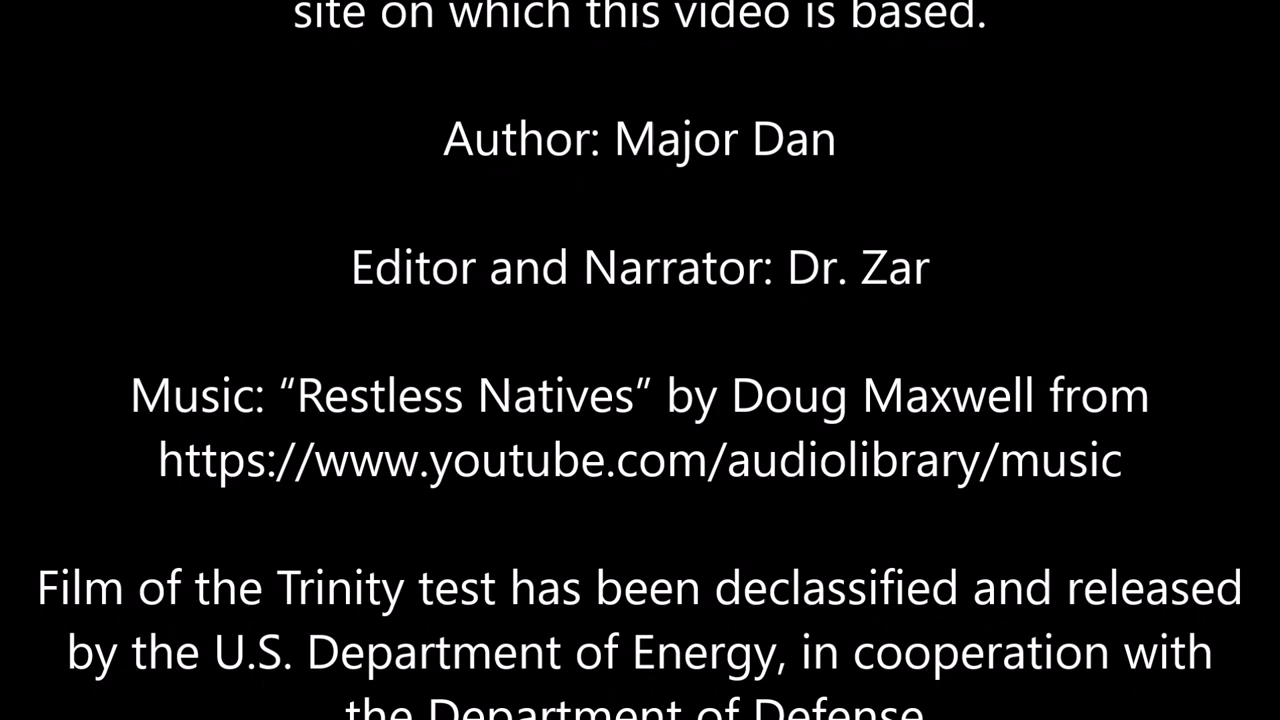 site on which this video is based.
Author: Major Dan
Editor and Narrator: Dr. Zar
Music: “Restless Natives” by Doug Maxwell from
https://www.youtube.com/audiolibrary/music
Film of the Trinity test has been declassified and released
by the U.S. Department of Energy, in cooperation with
the Department of Defense